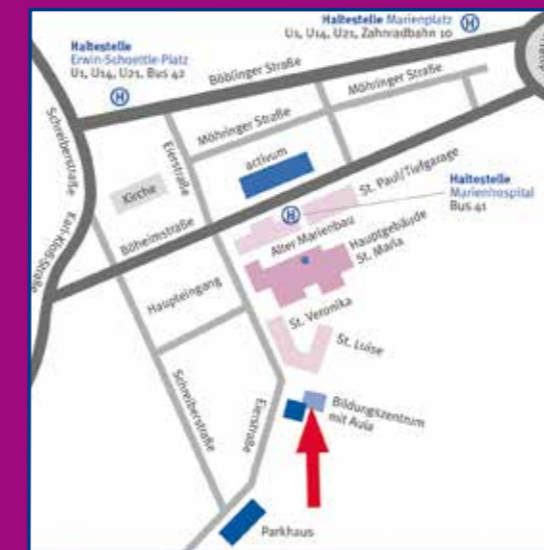 Haltestelle Marienplatz
U1, U14, U21, Zahnradbahn 10
Haltestelle
Erwin-Schoettle-Platz
U1, U14, U21, Bus 42
H
H
Böblinger Straße
Möhringer Straße
Möhringer Straße
Schreiberstraße
Eierstraße
activum
Kirche
St. Paul/Tiefgarage
Haltestelle
Marienhospital
Bus 41
H
Karl-Kloß-Straße
Böheimstraße
Alter Marienbau
Hauptgebäude
St. Maria
Haupteingang
St. Veronika
St. Luise
Schreiberstraße
Eierstraße
Bildungszentrum
mit Aula
Parkhaus